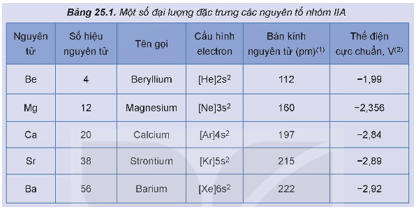 Bảng 25.1. Một số đại lượng đặc trưng các nguyên tố nhóm IIA
Nguyên tử | Số hiệu nguyên tử | Tên gọi | Cấu hình electron | Bán kính nguyên tử (pm)(1) | Thế điện cực chuẩn, V(2)
Be 4 Beryllium [He]2s² 112 −1,99
Mg 12 Magnesium [Ne]3s² 160 −2,356
Ca 20 Calcium [Ar]4s² 197 −2,84
Sr 38 Strontium [Kr]5s² 215 −2,89
Ba 56 Barium [Xe]6s² 222 −2,92